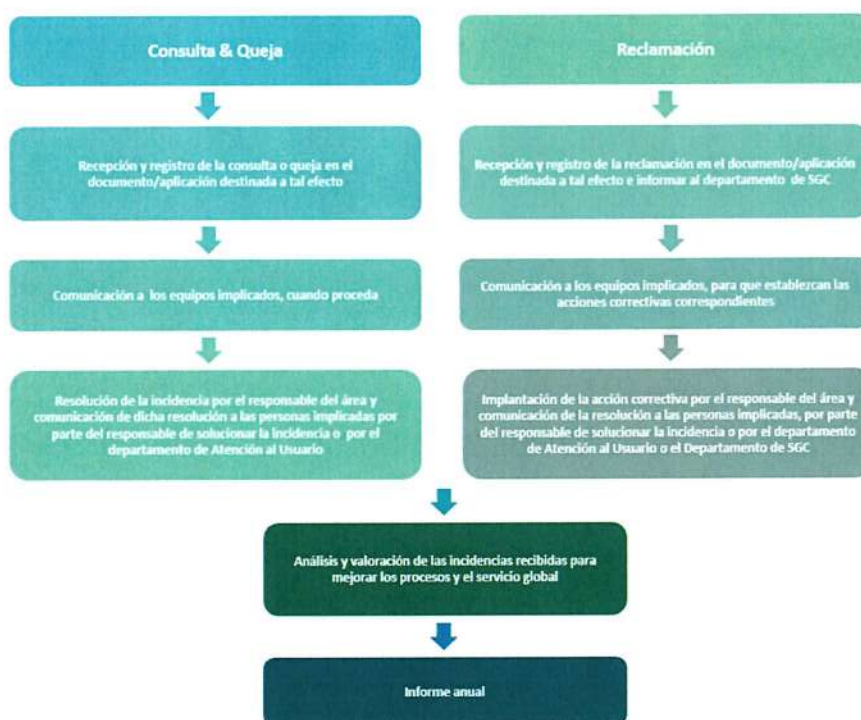 Consulta & Queja
Recepción y registro de la consulta o queja en el
documento/aplicación destinada a tal efecto
Comunicación a los equipos implicados, cuando proceda
Resolución de la incidencia por el responsable del área y
comunicación de dicha resolución a las personas implicadas por
parte del responsable de solucionar la incidencia o por el
departamento de Atención al Usuario
Reclamación
Recepción y registro de la reclamación en el documento/aplicación
destinada a tal efecto e informar al departamento de SGC
Comunicación a los equipos implicados, para que establezcan las
acciones correctivas correspondientes
Implantación de la acción correctiva por el responsable del área y
comunicación de la resolución a las personas implicadas, por parte
del responsable de solucionar la incidencia o por el departamento
de Atención al Usuario o el Departamento de SGC
Análisis y valoración de las incidencias recibidas para
mejorar los procesos y el servicio global
Informe anual